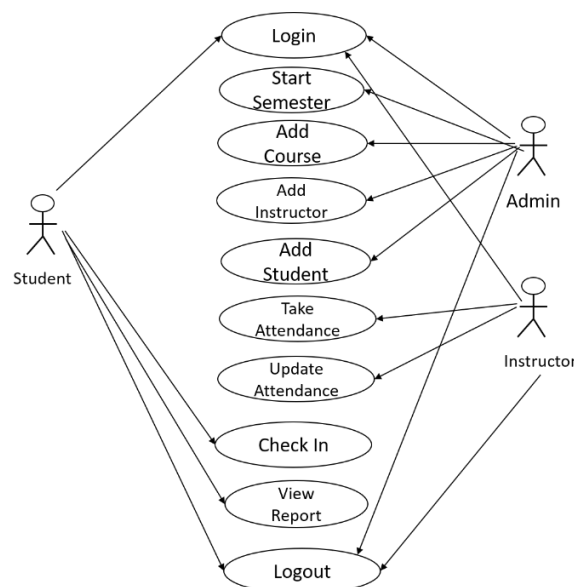 Login
Start
Semester
Add
Course
Admin
Add
Instructor
Student
Add
Student
Take
Attendance
Instructor
Update
Attendance
Check In
View
Report
Logout